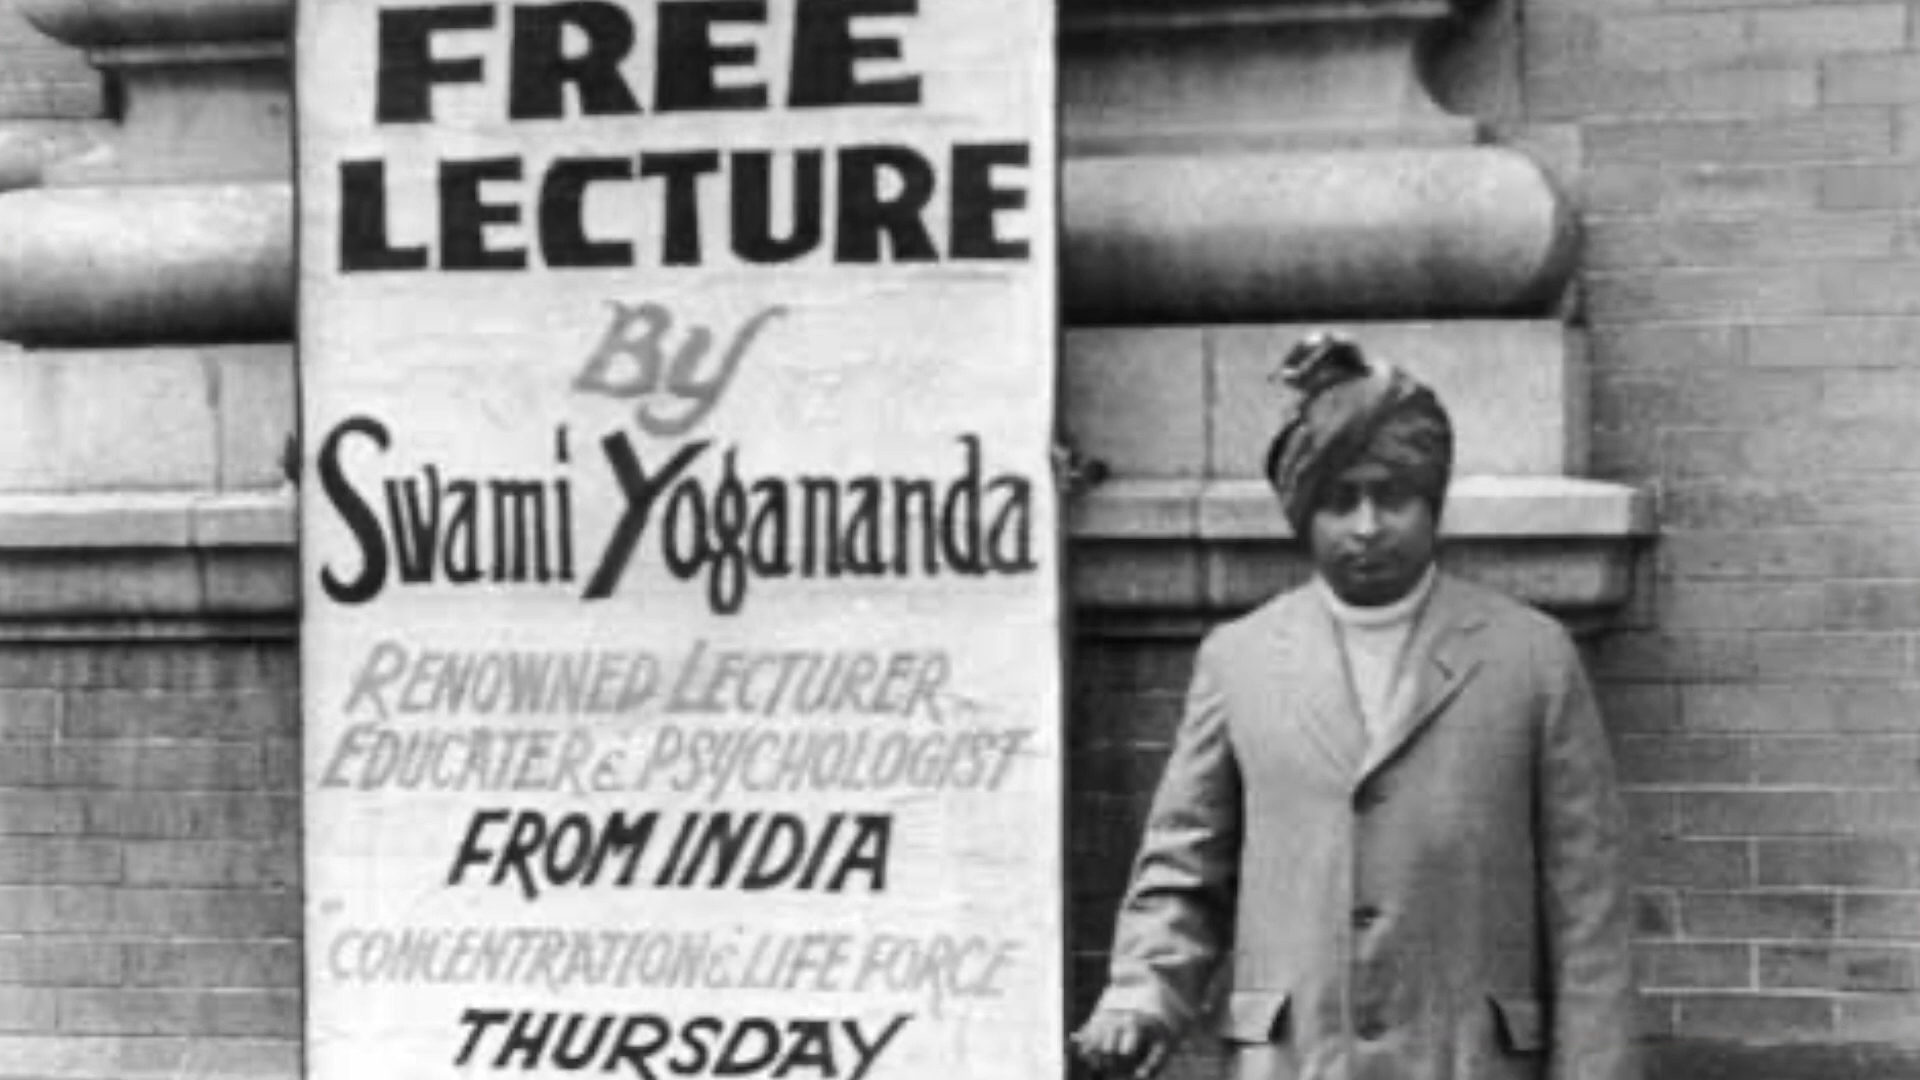 FREE
LECTURE
By
Swami Yogananda
RENOWNED LECTURER
EDUCATER & PSYCHOLOGIST
FROM INDIA
CONCENTRATION & LIFE FORCE
THURSDAY